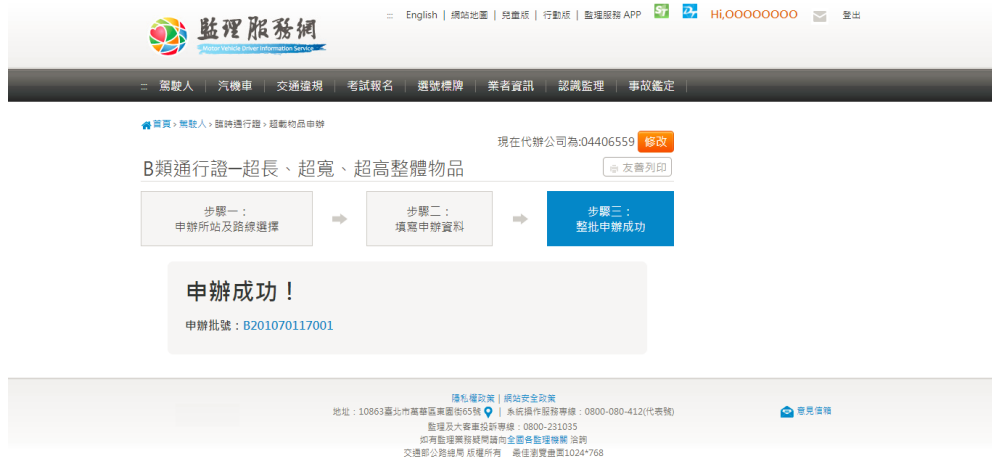 監理服務網
Motor Vehicle Driver Information Service
:: English | 網站地圖 | 兒童版 | 行動版 | 監理服務 APP
Hi,OOOOOOOO
登出
:: 駕駛人 | 汽機車 | 交通違規 | 考試報名 | 選號標牌 | 業者資訊 | 認識監理 | 事故鑑定
首頁 › 駕駛人 › 臨時通行證 › 超載物品申辦
現在代辦公司為:04406559 修改
B類通行證—超長、超寬、超高整體物品
友善列印
步驟一：
申辦所站及路線選擇
步驟二：
填寫申辦資料
步驟三：
整批申辦成功
申辦成功！
申辦批號：B201070117001
隱私權政策 | 網站安全政策
地址：10863臺北市萬華區東園街65號 | 系統操作服務專線：0800-080-412(代表號)
監理及大客車投訴專線：0800-231035
如有監理業務疑問請向全國各監理機關 洽詢
交通部公路總局 版權所有 最佳瀏覽畫面1024*768
意見信箱